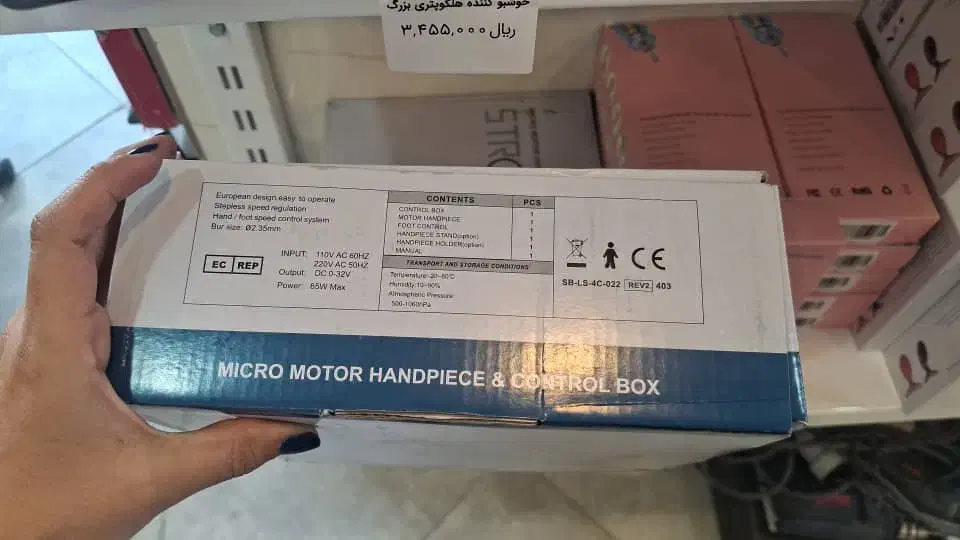 خوشبو کننده هلکوپتری بزرگ
ریال ۳,۴۵۵,۰۰۰
STRO
European design,easy to operate
Stepless speed regulation
Hand / foot speed control system
Bur size: Ø2.35mm
EC REP
INPUT: 110V AC 60HZ
220V AC 50HZ
Output: DC 0-32V
Power: 65W Max
CONTENTS PCS
CONTROL BOX 1
MOTOR HANDPIECE 1
FOOT CONTROL 1
HANDPIECE STAND(option) 1
HANDPIECE HOLDER(option) 1
MANUAL 1
TRANSPORT AND STORAGE CONDITIONS
Temperature:-20~60℃
Humidity:10~90%
Atmospheric Pressure:
500-1060hPa
CE
SB-LS-4C-022 REV2 403
MICRO MOTOR HANDPIECE & CONTROL BOX